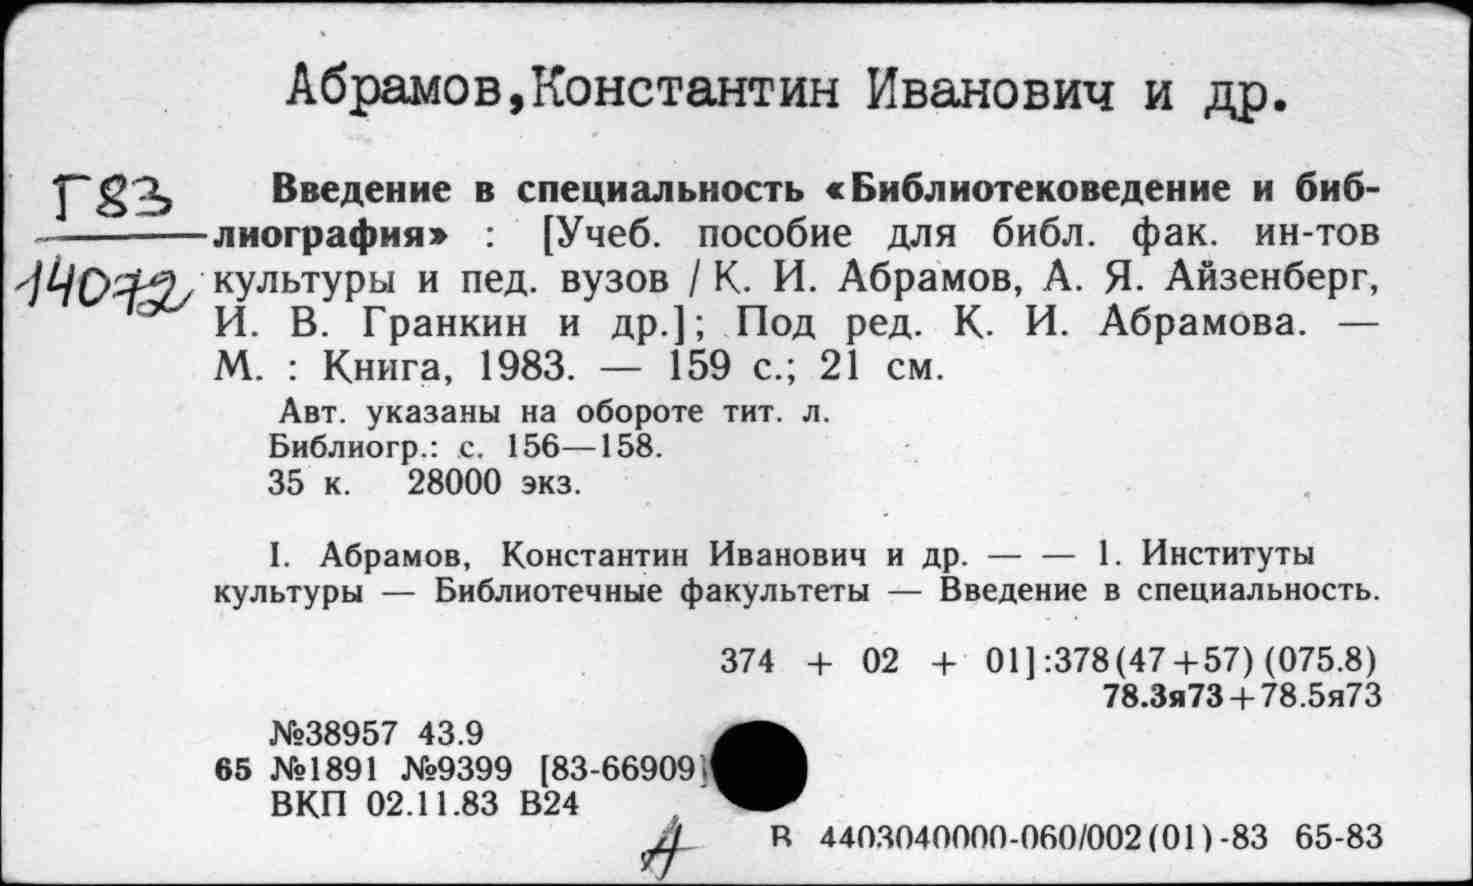 Абрамов,Константин Иванович и др.
Г83
14072
Введение в специальность «Библиотековедение и биб-
лиография» : [Учеб. пособие для библ. фак. ин-тов
культуры и пед. вузов / К. И. Абрамов, А. Я. Айзенберг,
И. В. Гранкин и др.]; Под ред. К. И. Абрамова. —
М. : Книга, 1983. — 159 с.; 21 см.
Авт. указаны на обороте тит. л.
Библиогр.: с. 156—158.
35 к. 28000 экз.
I. Абрамов, Константин Иванович и др. — — 1. Институты
культуры — Библиотечные факультеты — Введение в специальность.
374 + 02 + 01]:378(47+57)(075.8)
78.3я73+78.5я73
№38957 43.9
65 №1891 №9399 [83-66909]
ВКП 02.11.83 В24
А
В 4403040000-060/002(01)-83 65-83